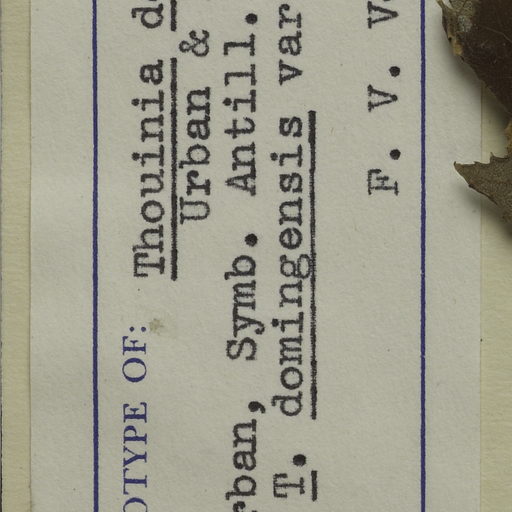 OTYPE OF: Thouinia d
Urban &
rban, Symb. Antill.
T. domingensis var
F. V. V